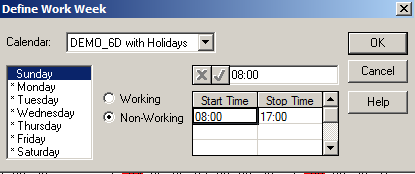 Define Work Week
Calendar: DEMO_6D with Holidays
OK
Cancel
Help
Sunday
* Monday
* Tuesday
* Wednesday
* Thursday
* Friday
* Saturday
Working
Non-Working
08:00
Start Time Stop Time
08:00 17:00